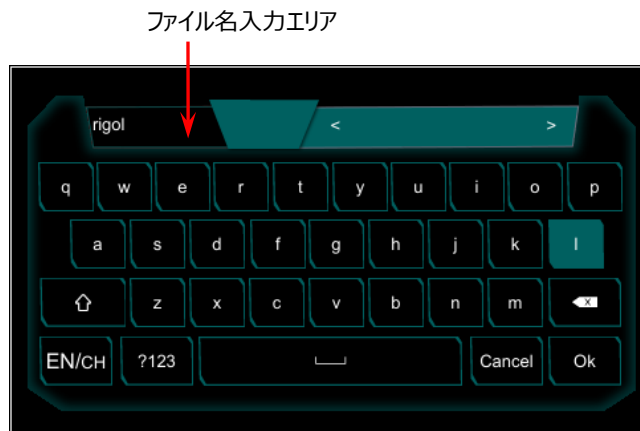 ファイル名入力エリア
rigol < >
q w e r t y u i o p
a s d f g h j k l
z x c v b n m x
EN/CH ?123 Cancel Ok